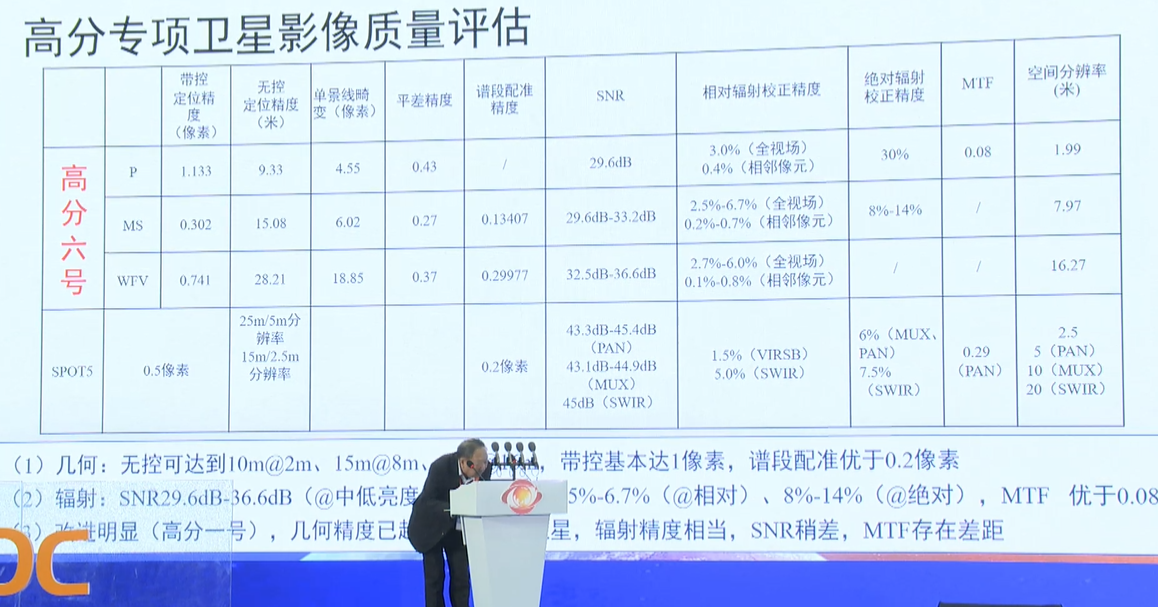 高分专项卫星影像质量评估
带控
定位精
度
(像素)
无控
定位精度
(米)
单景线畸
变(像素)
平差精度
谱段配准
精度
SNR
相对辐射校正精度
绝对辐射
校正精度
MTF
空间分辨率
(米)
高分六号
P
1.133
9.33
4.55
0.43
/
29.6dB
3.0%(全视场)
0.4%(相邻像元)
30%
0.08
1.99
MS
0.302
15.08
6.02
0.27
0.13407
29.6dB-33.2dB
2.5%-6.7%(全视场)
0.2%-0.7%(相邻像元)
8%-14%
/
7.97
WFV
0.741
28.21
18.85
0.37
0.29977
32.5dB-36.6dB
2.7%-6.0%(全视场)
0.1%-0.8%(相邻像元)
/
/
16.27
SPOT5
0.5像素
25m/5m分
辨率
15m/2.5m
分辨率
0.2像素
43.3dB-45.4dB
(PAN)
43.1dB-44.9dB
(MUX)
45dB(SWIR)
1.5%(VIRSB)
5.0%(SWIR)
6%(MUX、
PAN)
7.5%
(SWIR)
0.29
(PAN)
2.5
5(PAN)
10(MUX)
20(SWIR)
(1)几何:无控可达到10m@2m、15m@8m、 带控基本达1像素,谱段配准优于0.2像素
(2)辐射:SNR29.6dB-36.6dB(@中低亮度 5%-6.7%(@相对)、8%-14%(@绝对),MTF 优于0.08
改进明显(高分一号),几何精度已 星,辐射精度相当,SNR稍差,MTF存在差距